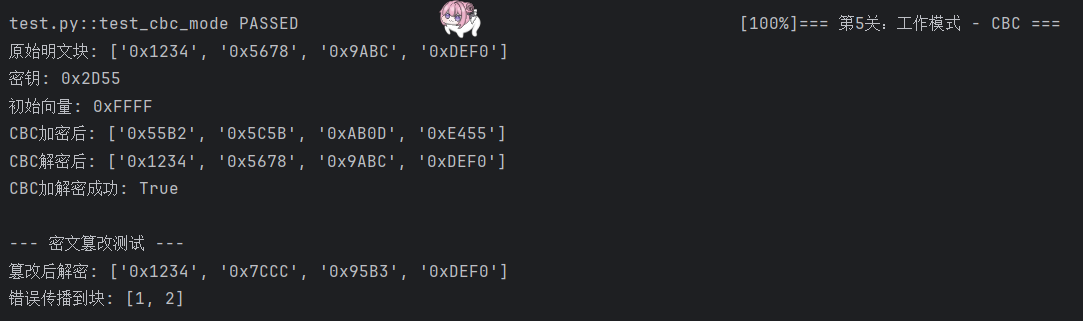 test.py::test_cbc_mode PASSED [100%]=== 第5关：工作模式 - CBC ===
原始明文块: ['0x1234', '0x5678', '0x9ABC', '0xDEF0']
密钥: 0x2D55
初始向量: 0xFFFF
CBC加密后: ['0x55B2', '0x5C5B', '0xAB0D', '0xE455']
CBC解密后: ['0x1234', '0x5678', '0x9ABC', '0xDEF0']
CBC加解密成功: True
--- 密文篡改测试 ---
篡改后解密: ['0x1234', '0x7CCC', '0x95B3', '0xDEF0']
错误传播到块: [1, 2]